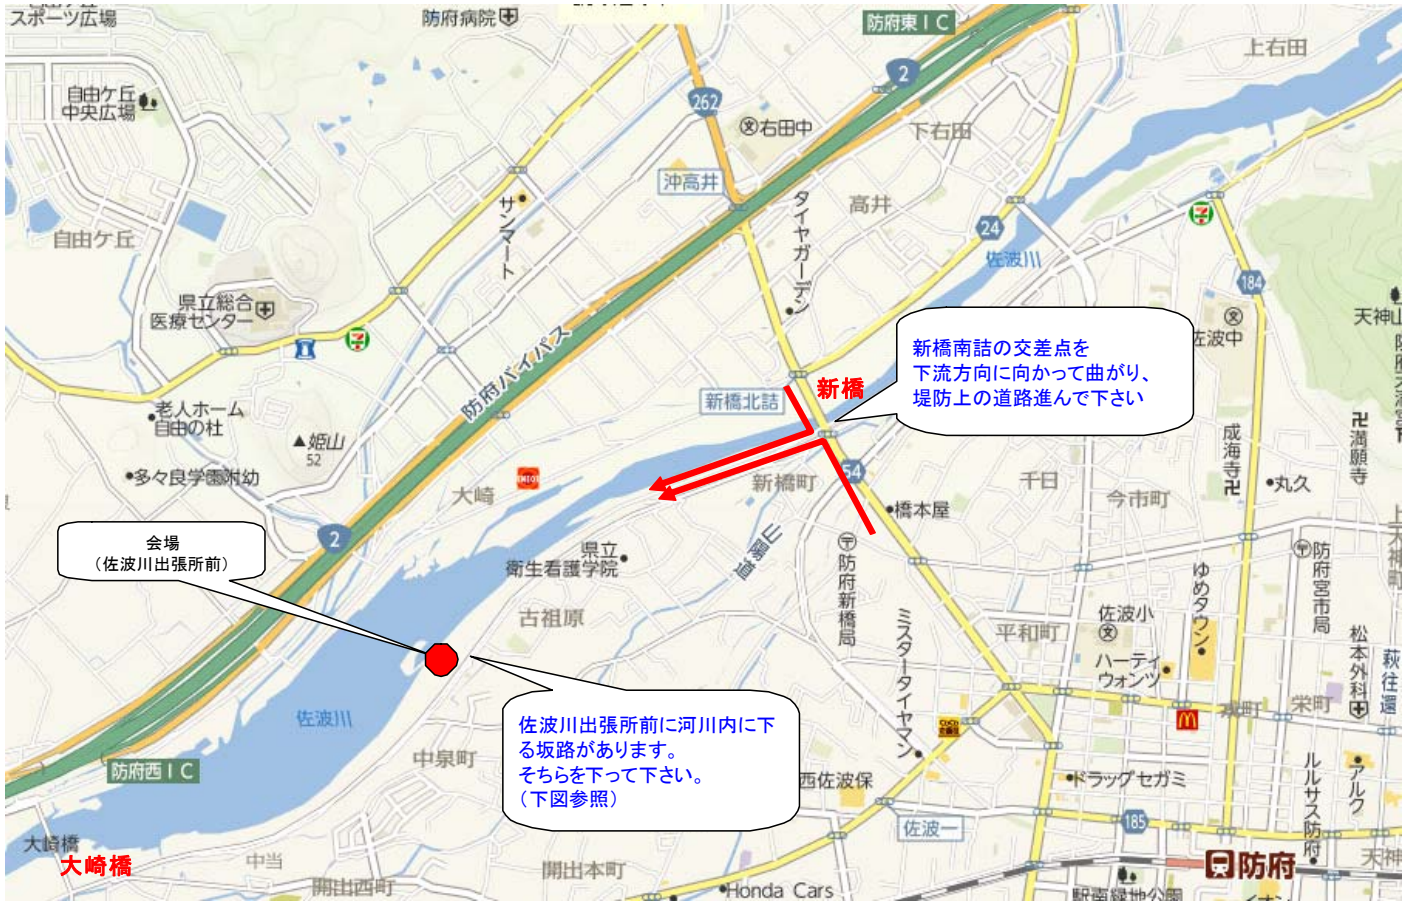 スポーツ広場
防府病院
防府東IC
上右田
2
自由ケ丘
中央広場
262
右田中
下右田
沖高井
サンマート
タイヤガーデン
高井
24
佐波川
自由ケ丘
184
県立総合
医療センター
天神山
佐波中
新橋南詰の交差点を
下流方向に向かって曲がり、
堤防上の道路進んで下さい
防府バイパス
新橋北詰
新橋
老人ホーム
自由の杜
姫山
52
多々良学園附幼
大崎
新橋町
54
千日
今市町
成海寺
丸久
満願寺
橋本屋
2
会場
（佐波川出張所前）
県立
衛生看護学院
山陽道
防府新橋局
防府宮市局
上天神町
古祖原
ミスタータイヤマン
平和町
佐波小
ゆめタウン
ハーティ
ウォンツ
松本外科
萩往還
栄町
戎町
佐波川
佐波川出張所前に河川内に下
る坂路があります。
そちらを下って下さい。
（下図参照）
中泉町
防府西IC
西佐波保
ドラッグセガミ
ルルサス防府
アルク
佐波一
185
大崎橋
大崎橋
中当
開出西町
開出本町
Honda Cars
防府
天神
駅南緑地公園
イオン